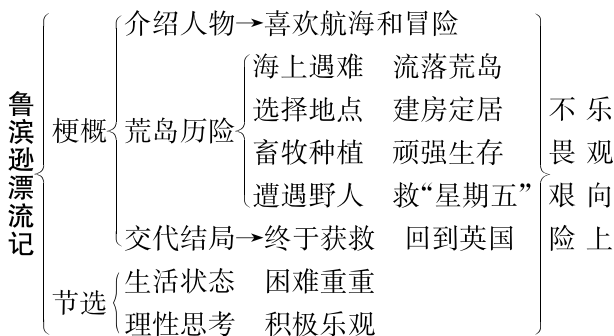 鲁滨逊漂流记
梗概
介绍人物→喜欢航海和冒险
荒岛历险
海上遇难 流落荒岛
选择地点 建房定居
畜牧种植 顽强生存
遭遇野人 救“星期五”
交代结局→终于获救 回到英国
节选
生活状态 困难重重
理性思考 积极乐观
不畏艰险
乐观向上